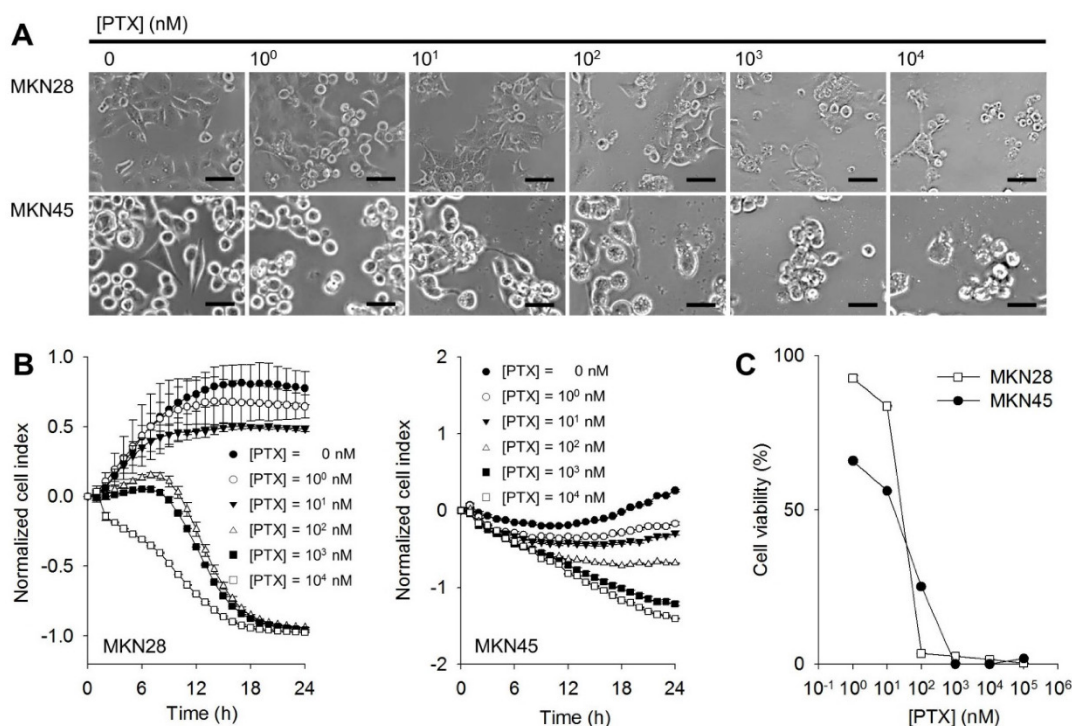 A
[PTX] (nM)
0 10⁰ 10¹ 10² 10³ 10⁴
MKN28
MKN45
B
1.0
0.5
0.0
-0.5
-1.0
Normalized cell index
[PTX] = 0 nM
[PTX] = 10⁰ nM
[PTX] = 10¹ nM
[PTX] = 10² nM
[PTX] = 10³ nM
[PTX] = 10⁴ nM
MKN28
0 6 12 18 24
Time (h)
2
1
0
-1
-2
Normalized cell index
[PTX] = 0 nM
[PTX] = 10⁰ nM
[PTX] = 10¹ nM
[PTX] = 10² nM
[PTX] = 10³ nM
[PTX] = 10⁴ nM
MKN45
0 6 12 18 24
Time (h)
C
100
50
0
Cell viability (%)
MKN28
MKN45
10⁻¹ 10⁰ 10¹ 10² 10³ 10⁴ 10⁵ 10⁶
[PTX] (nM)